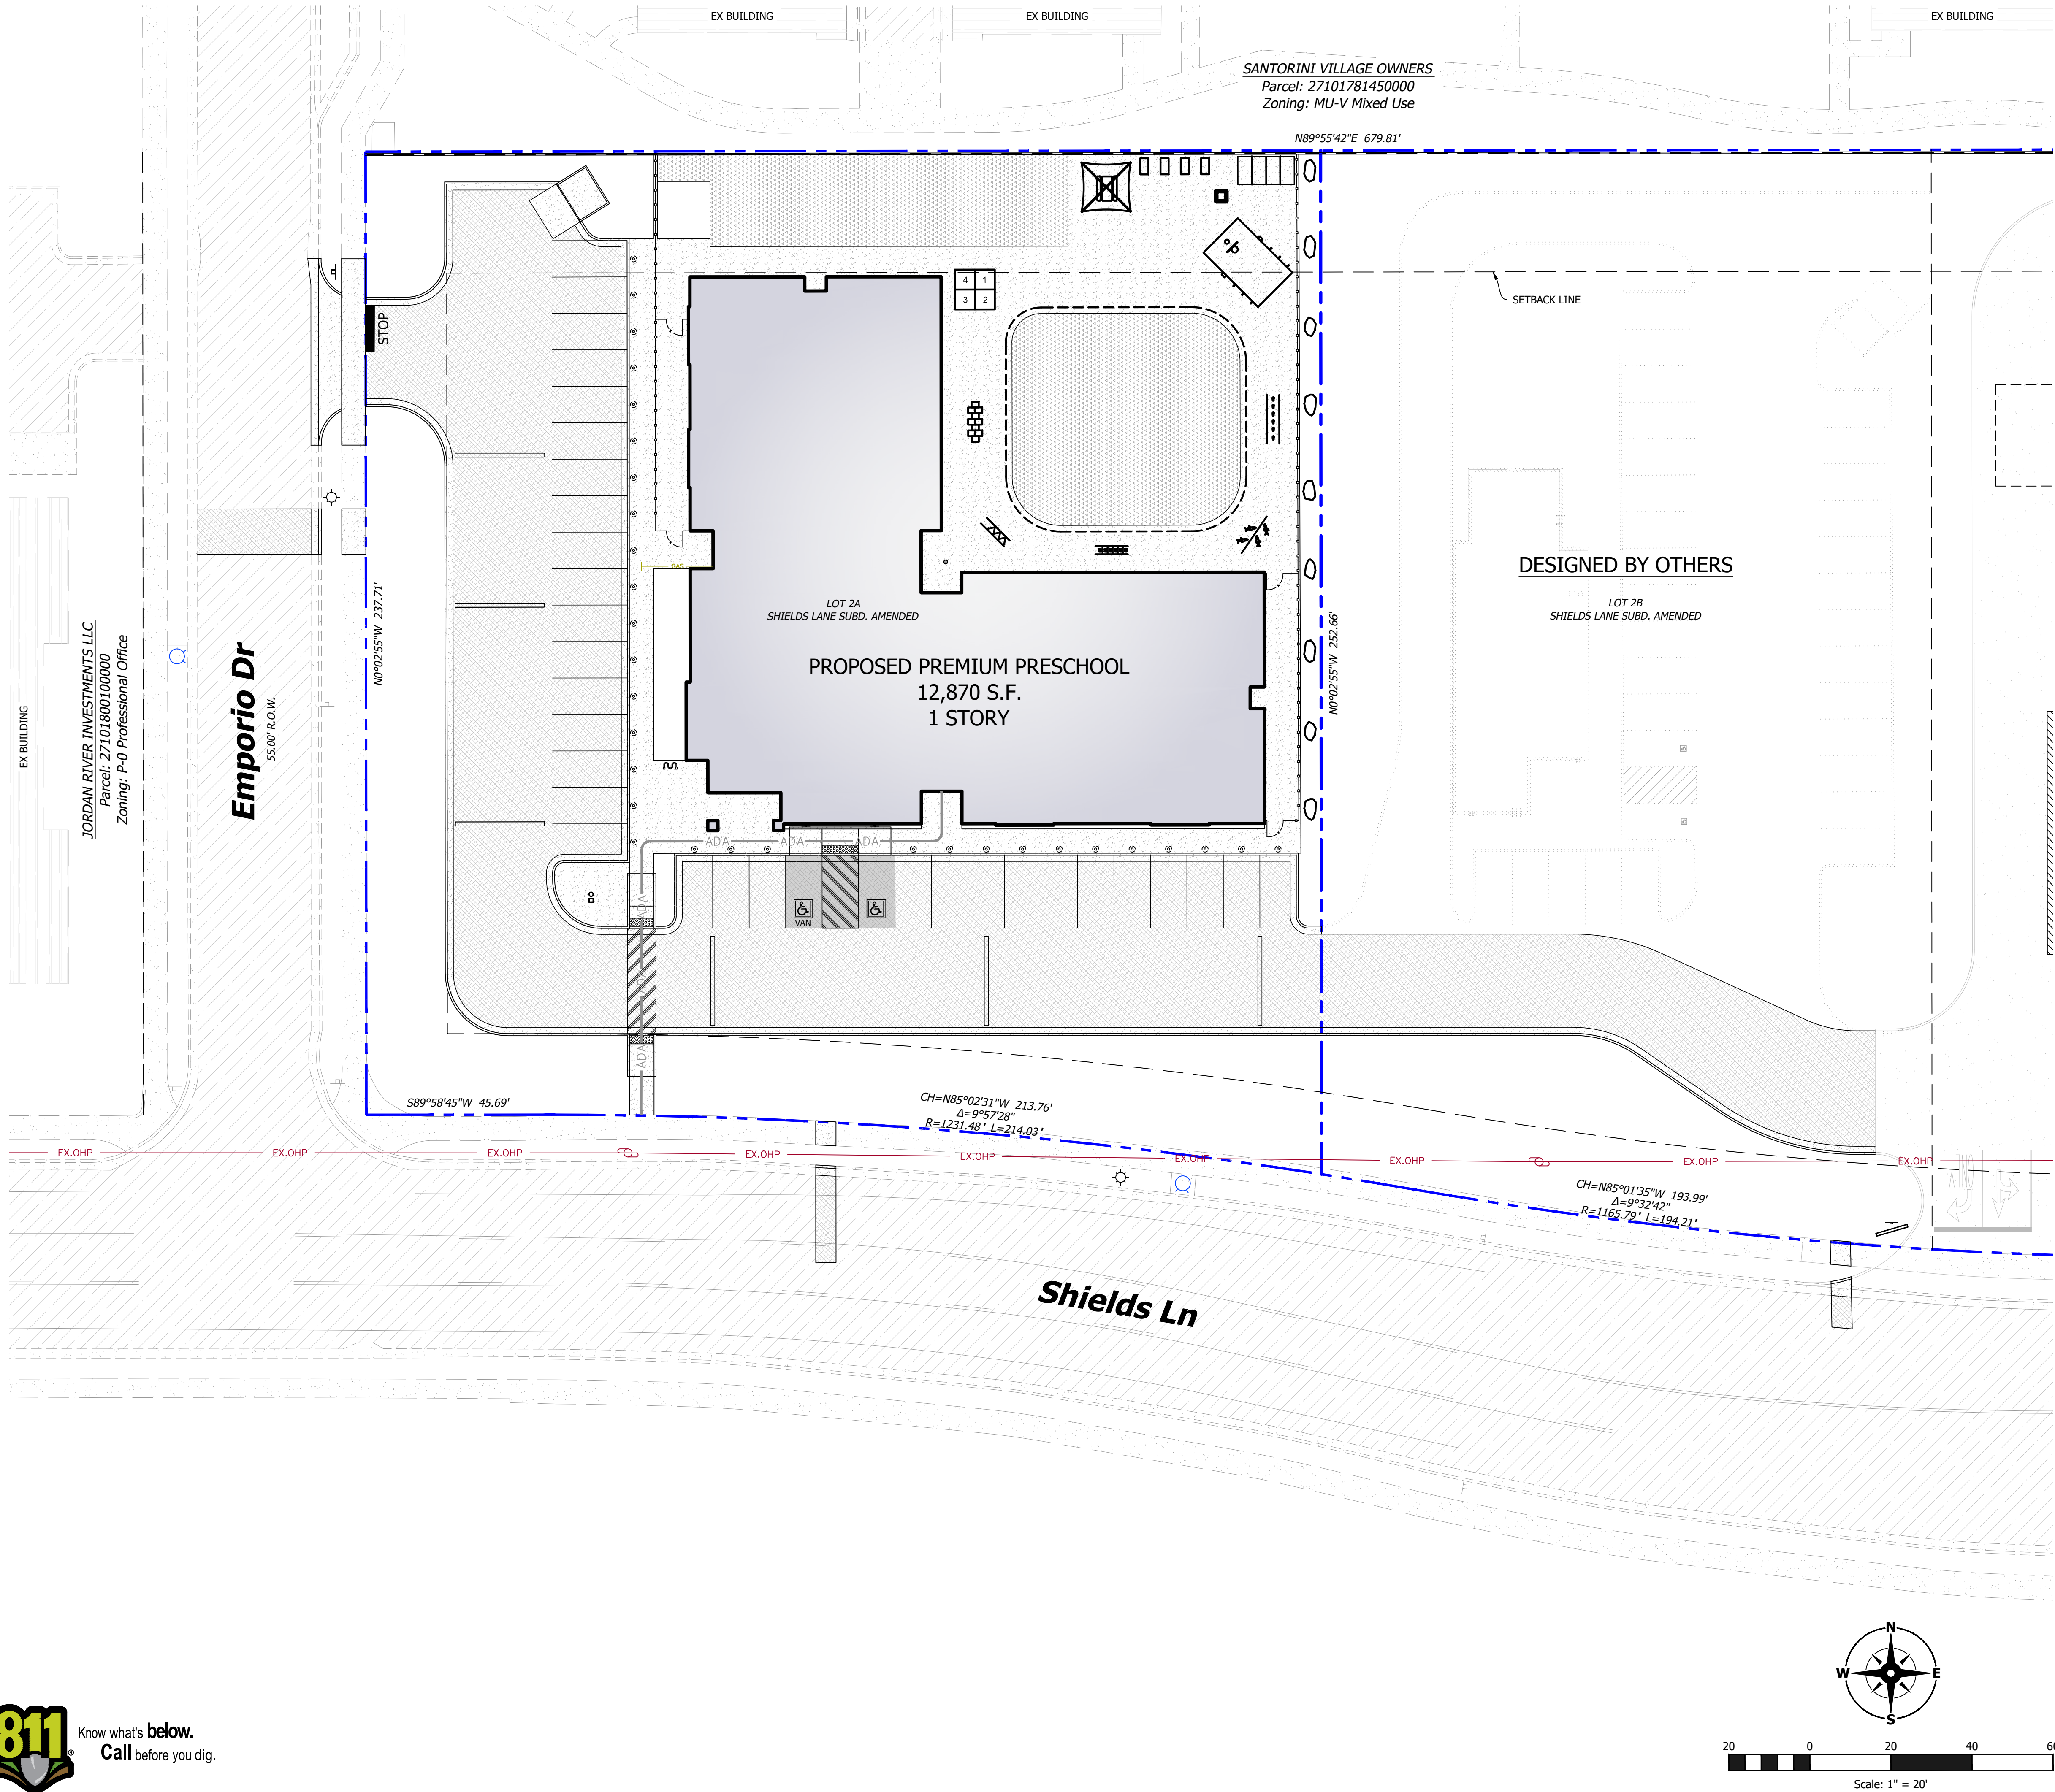 EX BUILDING
EX BUILDING
EX BUILDING
SANTORINI VILLAGE OWNERS
Parcel: 27101781450000
Zoning: MU-V Mixed Use
N89°55'42"E 679.81'
STOP
4 1
3 2
SETBACK LINE
GAS
DESIGNED BY OTHERS
LOT 2A
SHIELDS LANE SUBD. AMENDED
LOT 2B
SHIELDS LANE SUBD. AMENDED
N0°02'55"W 237.71'
N0°02'55"W 252.66'
PROPOSED PREMIUM PRESCHOOL
12,870 S.F.
1 STORY
EX BUILDING
JORDAN RIVER INVESTMENTS LLC
Parcel: 27101800100000
Zoning: P-0 Professional Office
Emporio Dr
55.00' R.O.W.
ADA
ADA
ADA
ADA
VAN
ADA
ADA
S89°58'45"W 45.69'
CH=N85°02'31"W 213.76'
Δ=9°57'28"
R=1231.48' L=214.03'
EX.OHP
EX.OHP
EX.OHP
EX.OHP
EX.OHP
EX.OHP
EX.OHP
EX.OHP
EX.OHP
CH=N85°01'35"W 193.99'
Δ=9°32'42"
R=1165.79' L=194.21'
Shields Ln
N
W E
S
811®
Know what's below.
Call before you dig.
20 0 20 40 60
Scale: 1" = 20'